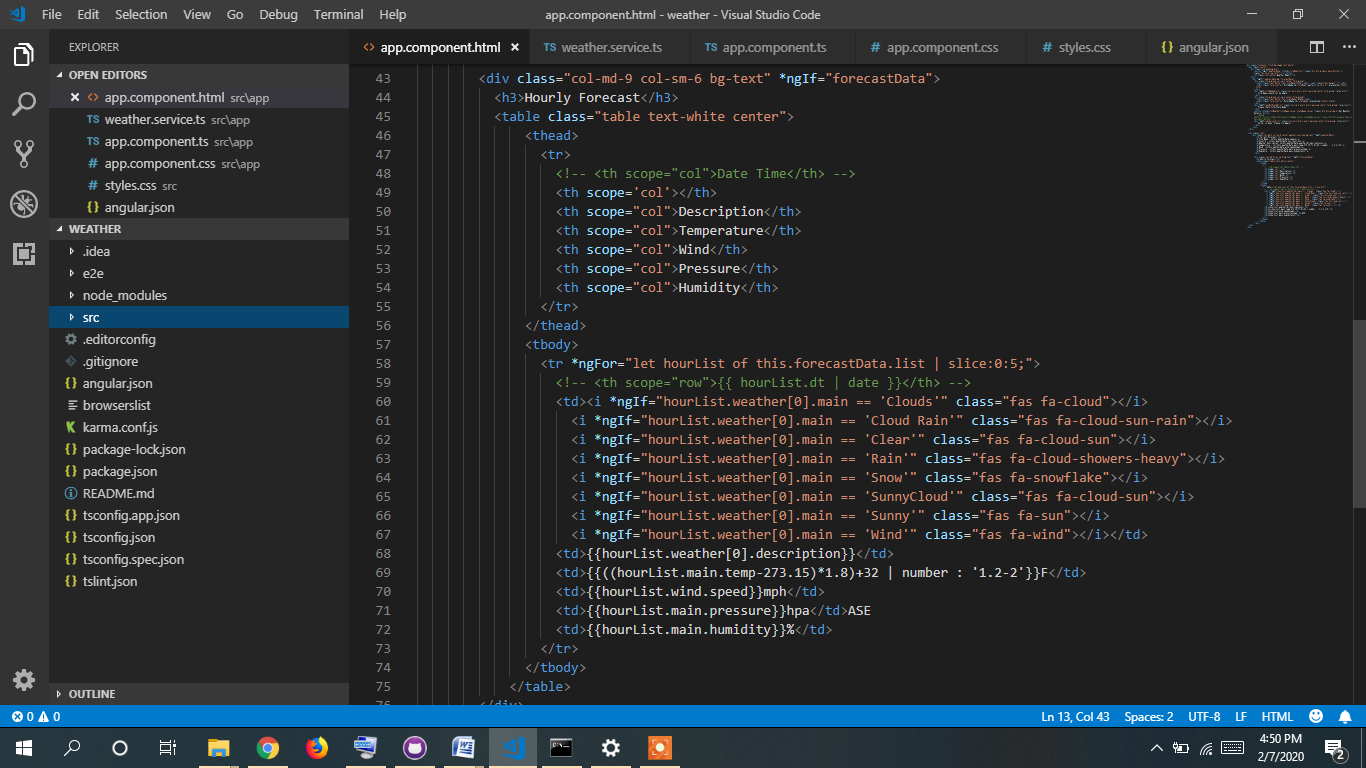 File Edit Selection View Go Debug Terminal Help
app.component.html - weather - Visual Studio Code
EXPLORER
OPEN EDITORS
app.component.html src\app
weather.service.ts src\app
app.component.ts src\app
app.component.css src\app
styles.css src
angular.json
WEATHER
.idea
e2e
node_modules
src
.editorconfig
.gitignore
angular.json
browserslist
karma.conf.js
package-lock.json
package.json
README.md
tsconfig.app.json
tsconfig.json
tsconfig.spec.json
tslint.json
OUTLINE
app.component.html TS weather.service.ts TS app.component.ts # app.component.css # styles.css {} angular.json
43 <div class="col-md-9 col-sm-6 bg-text" *ngIf="forecastData">
44 <h3>Hourly Forecast</h3>
45 <table class="table text-white center">
46 <thead>
47 <tr>
48 <!-- <th scope="col">Date Time</th> -->
49 <th scope='col'></th>
50 <th scope="col">Description</th>
51 <th scope="col">Temperature</th>
52 <th scope="col">Wind</th>
53 <th scope="col">Pressure</th>
54 <th scope="col">Humidity</th>
55 </tr>
56 </thead>
57 <tbody>
58 <tr *ngFor="let hourList of this.forecastData.list | slice:0:5;">
59 <!-- <th scope="row">{{ hourList.dt | date }}</th> -->
60 <td><i *ngIf="hourList.weather[0].main == 'Clouds'" class="fas fa-cloud"></i>
61 <i *ngIf="hourList.weather[0].main == 'Cloud Rain'" class="fas fa-cloud-sun-rain"></i>
62 <i *ngIf="hourList.weather[0].main == 'Clear'" class="fas fa-cloud-sun"></i>
63 <i *ngIf="hourList.weather[0].main == 'Rain'" class="fas fa-cloud-showers-heavy"></i>
64 <i *ngIf="hourList.weather[0].main == 'Snow'" class="fas fa-snowflake"></i>
65 <i *ngIf="hourList.weather[0].main == 'SunnyCloud'" class="fas fa-cloud-sun"></i>
66 <i *ngIf="hourList.weather[0].main == 'Sunny'" class="fas fa-sun"></i>
67 <i *ngIf="hourList.weather[0].main == 'Wind'" class="fas fa-wind"></i></td>
68 <td>{{hourList.weather[0].description}}</td>
69 <td>{{((hourList.main.temp-273.15)*1.8)+32 | number : '1.2-2'}}F</td>
70 <td>{{hourList.wind.speed}}mph</td>
71 <td>{{hourList.main.pressure}}hpa</td>ASE
72 <td>{{hourList.main.humidity}}%</td>
73 </tr>
74 </tbody>
75 </table>
76 </div>
0 0
Ln 13, Col 43 Spaces: 2 UTF-8 LF HTML
4:50 PM
2/7/2020
2